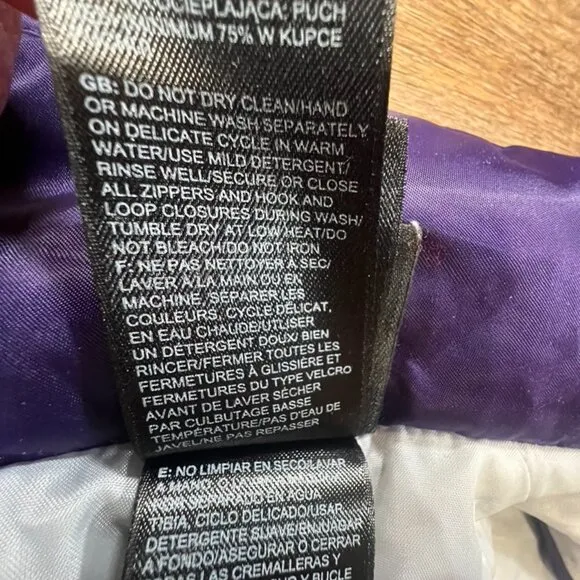 PUCH
75% W KUPCE
GB: DO NOT DRY CLEAN/HAND
OR MACHINE WASH SEPARATELY
ON DELICATE CYCLE IN WARM
WATER/USE MILD DETERGENT/
RINSE WELL/SECURE OR CLOSE
ALL ZIPPERS AND HOOK AND
LOOP CLOSURES DURING WASH/
TUMBLE DRY AT LOW HEAT/DO
NOT BLEACH/DO NOT IRON
F: NE PAS NETTOYER À SEC/
LAVER À LA MAIN OU EN
MACHINE, SÉPARER LES
COULEURS, CYCLE DÉLICAT,
EN EAU CHAUDE/UTLISER
UN DÉTERGENT DOUX/ BIEN
RINCER/FERMER TOUTES LES
FERMETURES À GLISSIÈRE ET
FERMETURES DU TYPE VELCRO
AVANT DE LAVER SÉCHER
PAR CULBUTAGE BASSE
TEMPÉRATURE/PAS D'EAU DE
JAVEL/NE PAS REPASSER
E: NO LIMPIAR EN SECO/LAVAR
A MANO O
EN AGUA
TIBIA, CICLO DELICADO/USAR
DETERGENTE SUAVE/ENJUAGAR
A FONDO/ASEGURAR O CERRAR
LAS CREMALLERAS Y
Y BUCLE